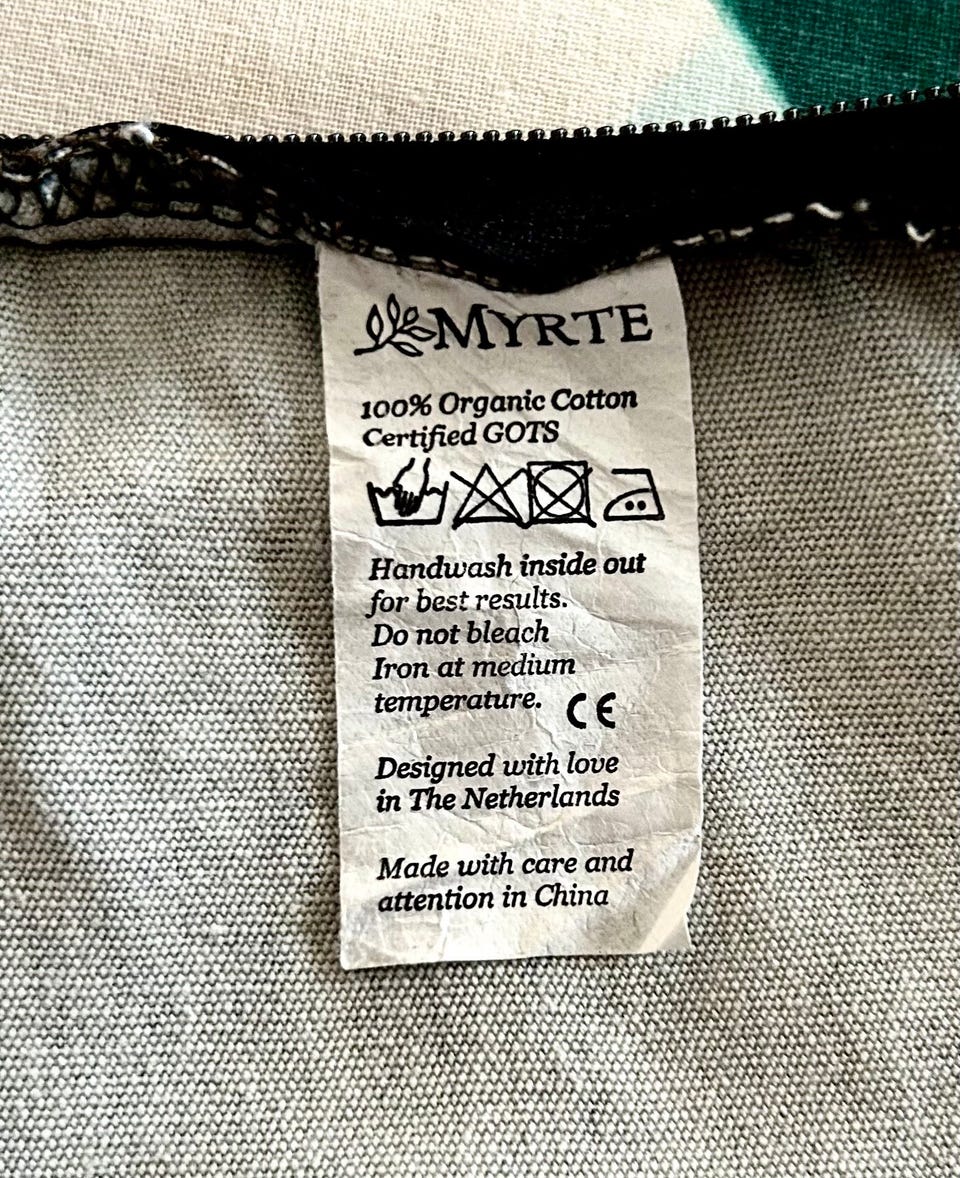 MYRTE
100% Organic Cotton
Certified GOTS
Handwash inside out
for best results.
Do not bleach
Iron at medium
temperature. CE
Designed with love
in The Netherlands
Made with care and
attention in China